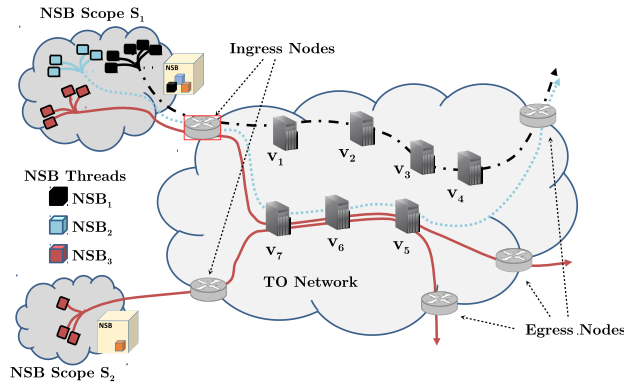 NSB Scope S1
Ingress Nodes
NSB
v1
v2
v3
v4
NSB Threads
NSB1
NSB2
NSB3
v7
v6
v5
TO Network
NSB
Egress Nodes
NSB Scope S2